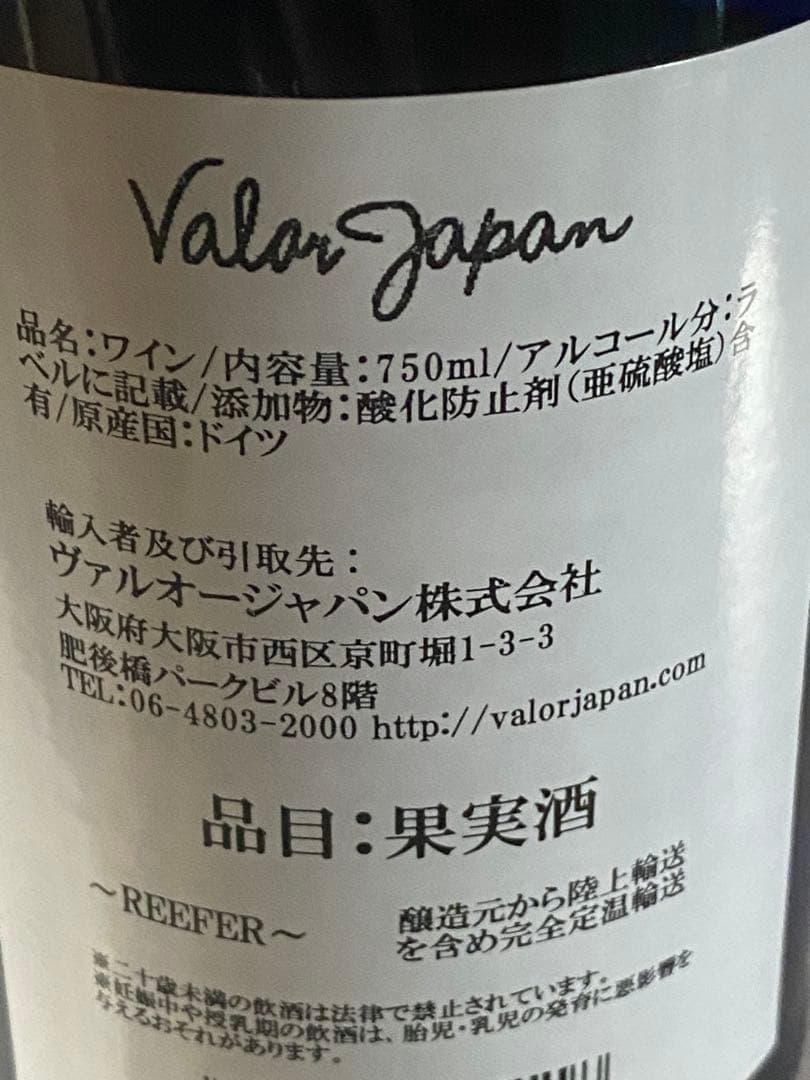 Valor Japan
品名:ワイン/内容量:750ml/アルコール分:ラ
ベルに記載/添加物:酸化防止剤(亜硫酸塩)含
有/原産国:ドイツ
輸入者及び引取先:
ヴァルオージャパン株式会社
大阪府大阪市西区京町堀1-3-3
肥後橋パークビル8階
TEL:06-4803-2000 http://valorjapan.com
品目:果実酒
～REEFER～
醸造元から陸上輸送
を含め完全定温輸送
※二十歳未満の飲酒は法律で禁止されています。
※妊娠中や授乳期の飲酒は、胎児・乳児の発育に悪影響を
与えるおそれがあります。